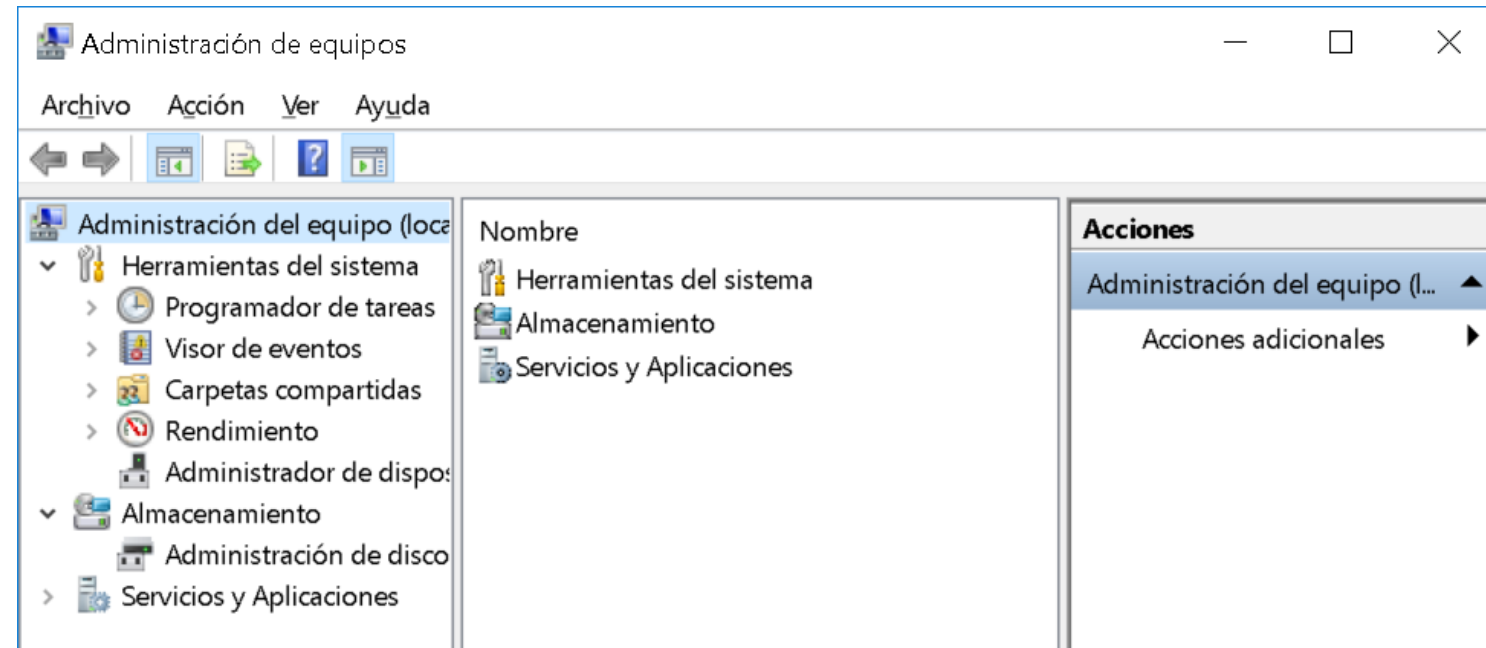 Administración de equipos
Archivo Acción Ver Ayuda
Administración del equipo (loca
Herramientas del sistema
Programador de tareas
Visor de eventos
Carpetas compartidas
Rendimiento
Administrador de dispos
Almacenamiento
Administración de disco
Servicios y Aplicaciones
Nombre
Herramientas del sistema
Almacenamiento
Servicios y Aplicaciones
Acciones
Administración del equipo (l...
Acciones adicionales